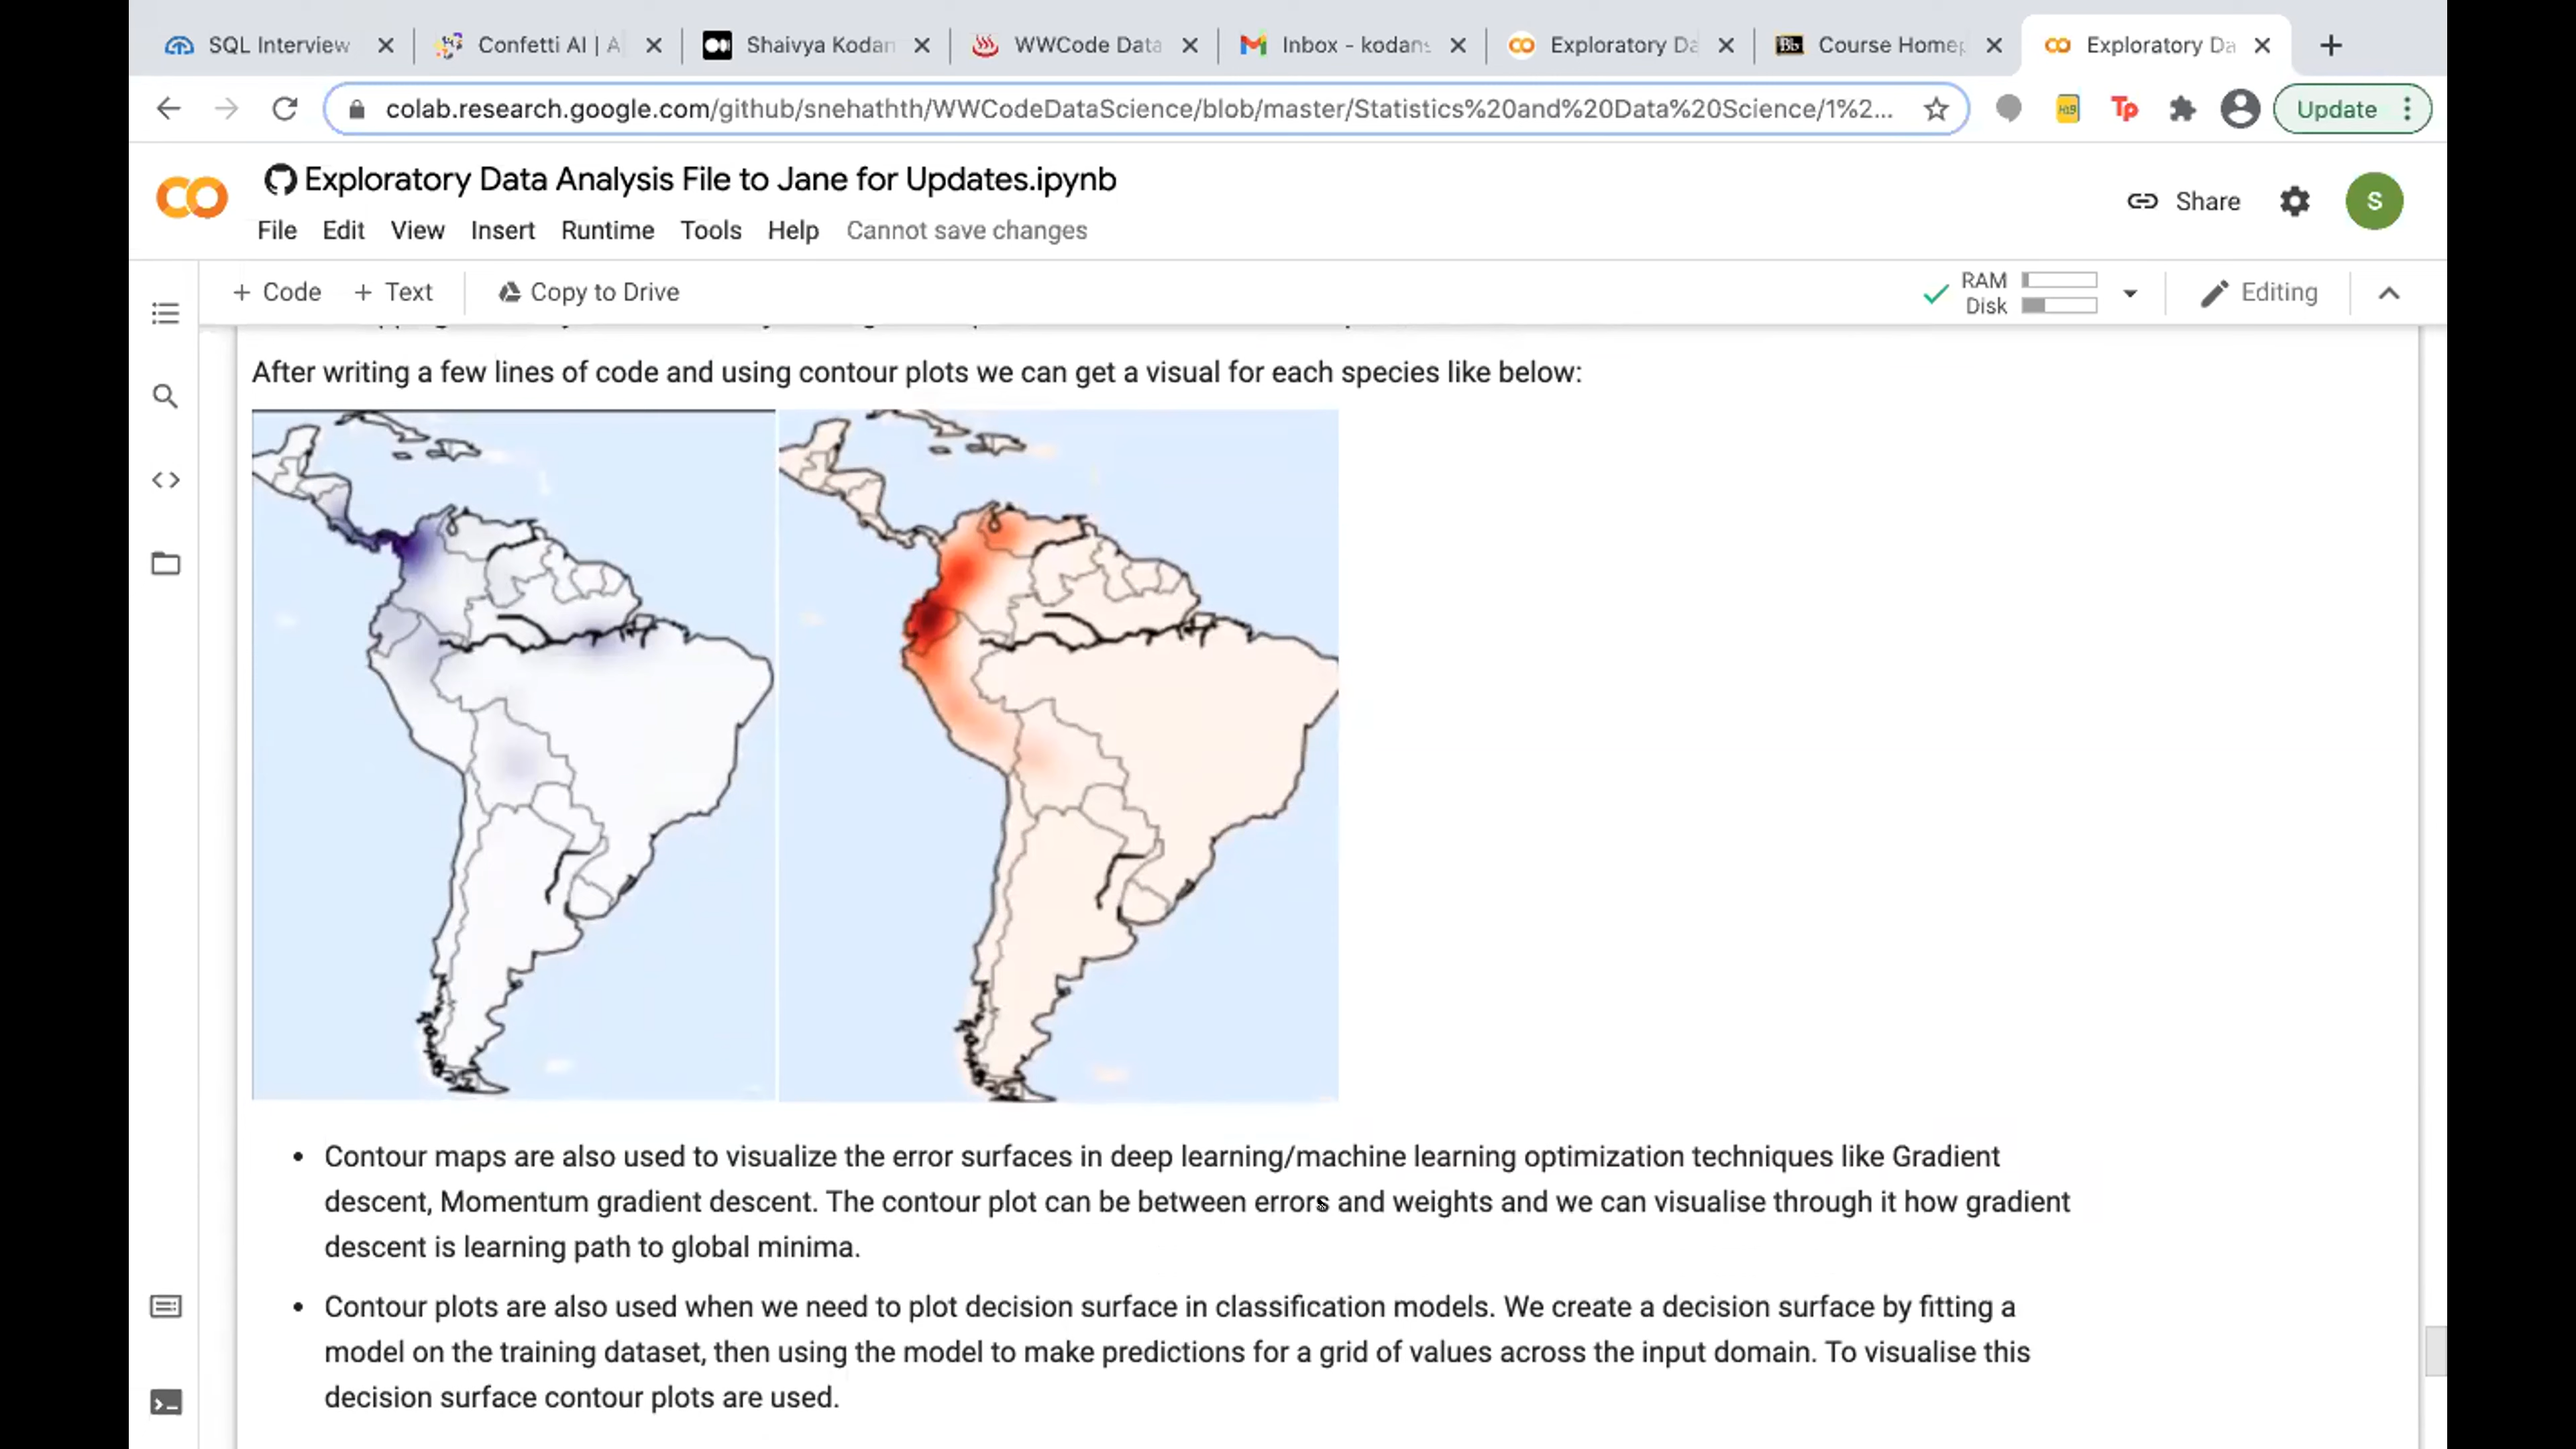 SQL Interview
Confetti AI | A
Shaivya Kodan
WWCode Data
Inbox - kodans
Exploratory Da
Course Homep
Exploratory Da
colab.research.google.com/github/snehathth/WWCodeDataScience/blob/master/Statistics%20and%20Data%20Science/1%2...
H19
Tp
Update
Exploratory Data Analysis File to Jane for Updates.ipynb
File Edit View Insert Runtime Tools Help Cannot save changes
Share
S
+ Code + Text Copy to Drive
RAM
Disk
Editing
After writing a few lines of code and using contour plots we can get a visual for each species like below:
• Contour maps are also used to visualize the error surfaces in deep learning/machine learning optimization techniques like Gradient
descent, Momentum gradient descent. The contour plot can be between errors and weights and we can visualise through it how gradient
descent is learning path to global minima.
• Contour plots are also used when we need to plot decision surface in classification models. We create a decision surface by fitting a
model on the training dataset, then using the model to make predictions for a grid of values across the input domain. To visualise this
decision surface contour plots are used.